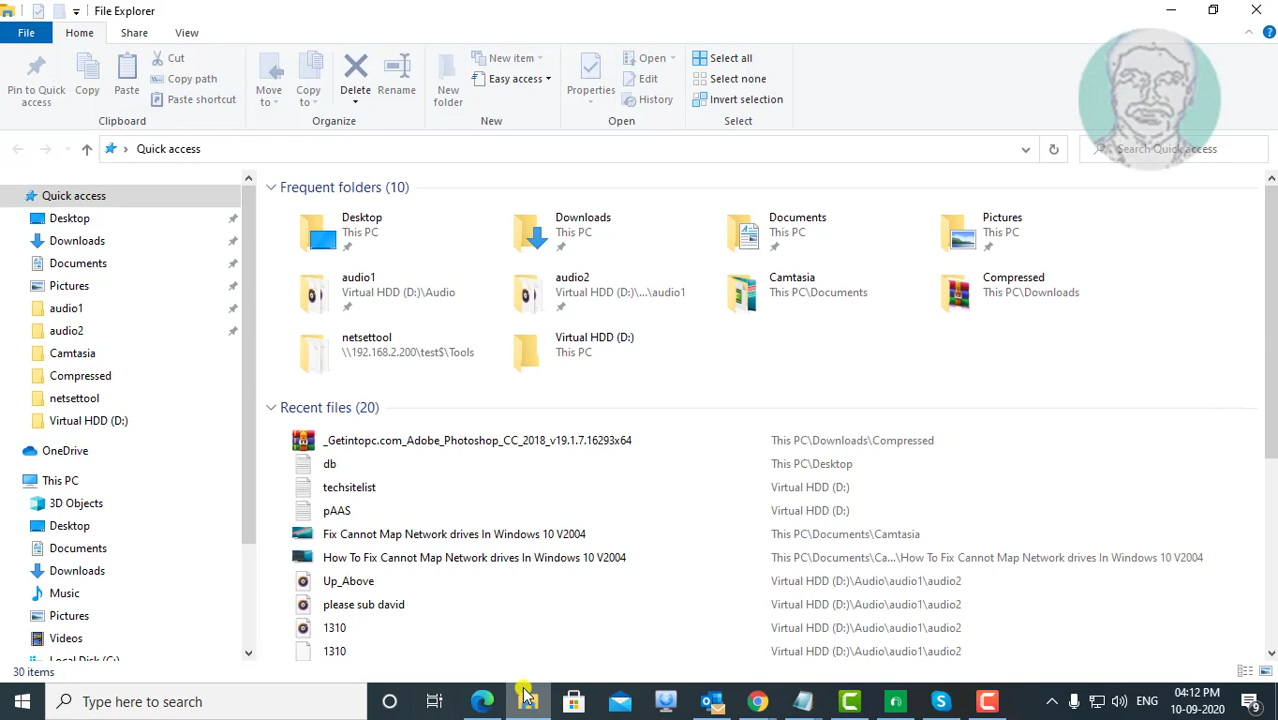 File Explorer
File Home Share View
Pin to Quick access
Copy
Paste
Cut
Copy path
Paste shortcut
Clipboard
Move to
Copy to
Delete
Rename
Organize
New folder
New item
Easy access
New
Properties
Open
Edit
History
Open
Select all
Select none
Invert selection
Select
Quick access
Search Quick access
Quick access
Desktop
Downloads
Documents
Pictures
audio1
audio2
Camtasia
Compressed
netsettool
Virtual HDD (D:)
OneDrive
This PC
3D Objects
Desktop
Documents
Downloads
Music
Pictures
Videos
Local Disk (C:)
Frequent folders (10)
Desktop
This PC
Downloads
This PC
Documents
This PC
Pictures
This PC
audio1
Virtual HDD (D:)\Audio
audio2
Virtual HDD (D:)\...\audio1
Camtasia
This PC\Documents
Compressed
This PC\Downloads
netsettool
\\192.168.2.200\test$\Tools
Virtual HDD (D:)
This PC
Recent files (20)
_Getintopc.com_Adobe_Photoshop_CC_2018_v19.1.7.16293x64 This PC\Downloads\Compressed
db This PC\Desktop
techsitelist Virtual HDD (D:)
pAAS Virtual HDD (D:)
Fix Cannot Map Network drives In Windows 10 V2004 This PC\Documents\Camtasia
How To Fix Cannot Map Network drives In Windows 10 V2004 This PC\Documents\Ca...\How To Fix Cannot Map Network drives In Windows 10 V2004
Up_Above Virtual HDD (D:)\Audio\audio1\audio2
please sub david Virtual HDD (D:)\Audio\audio1\audio2
1310 Virtual HDD (D:)\Audio\audio1\audio2
1310 Virtual HDD (D:)\Audio\audio1\audio2
30 items
Type here to search
ENG
04:12 PM
10-09-2020
9